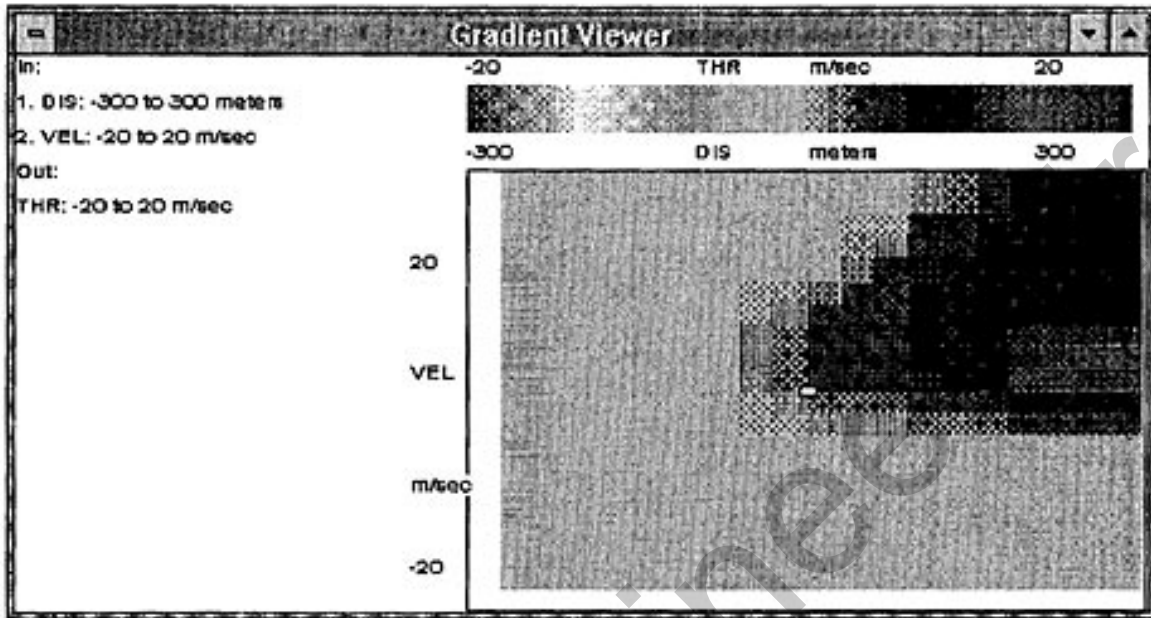 Gradient Viewer
In:
1. DIS: -300 to 300 meters
2. VEL: -20 to 20 m/sec
Out:
THR: -20 to 20 m/sec
-20 THR m/sec 20
-300 DIS meters 300
20
VEL
m/sec
-20